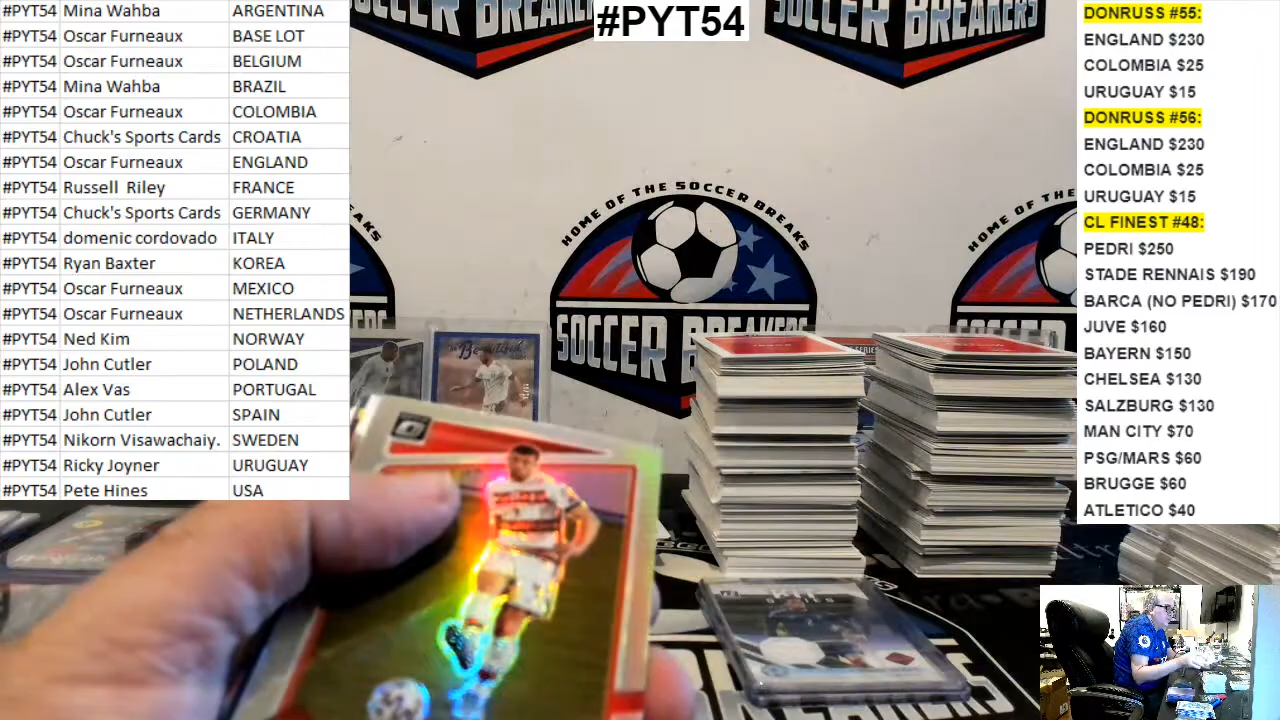 #PYT54 Mina Wahba ARGENTINA
#PYT54 Oscar Furneaux BASE LOT
#PYT54 Oscar Furneaux BELGIUM
#PYT54 Mina Wahba BRAZIL
#PYT54 Oscar Furneaux COLOMBIA
#PYT54 Chuck's Sports Cards CROATIA
#PYT54 Oscar Furneaux ENGLAND
#PYT54 Russell Riley FRANCE
#PYT54 Chuck's Sports Cards GERMANY
#PYT54 domenic cordovado ITALY
#PYT54 Ryan Baxter KOREA
#PYT54 Oscar Furneaux MEXICO
#PYT54 Oscar Furneaux NETHERLANDS
#PYT54 Ned Kim NORWAY
#PYT54 John Cutler POLAND
#PYT54 Alex Vas PORTUGAL
#PYT54 John Cutler SPAIN
#PYT54 Nikorn Visawachaiy. SWEDEN
#PYT54 Ricky Joyner URUGUAY
#PYT54 Pete Hines USA
SOCCER BREAKERS
#PYT54
SOCCER BREAKERS
HOME OF THE SOCCER BREAKS
SOCCER BREAKERS
HOME OF THE
DONRUSS #55:
ENGLAND $230
COLOMBIA $25
URUGUAY $15
DONRUSS #56:
ENGLAND $230
COLOMBIA $25
URUGUAY $15
CL FINEST #48:
PEDRI $250
STADE RENNAIS $190
BARCA (NO PEDRI) $170
JUVE $160
BAYERN $150
CHELSEA $130
SALZBURG $130
MAN CITY $70
PSG/MARS $60
BRUGGE $60
ATLETICO $40